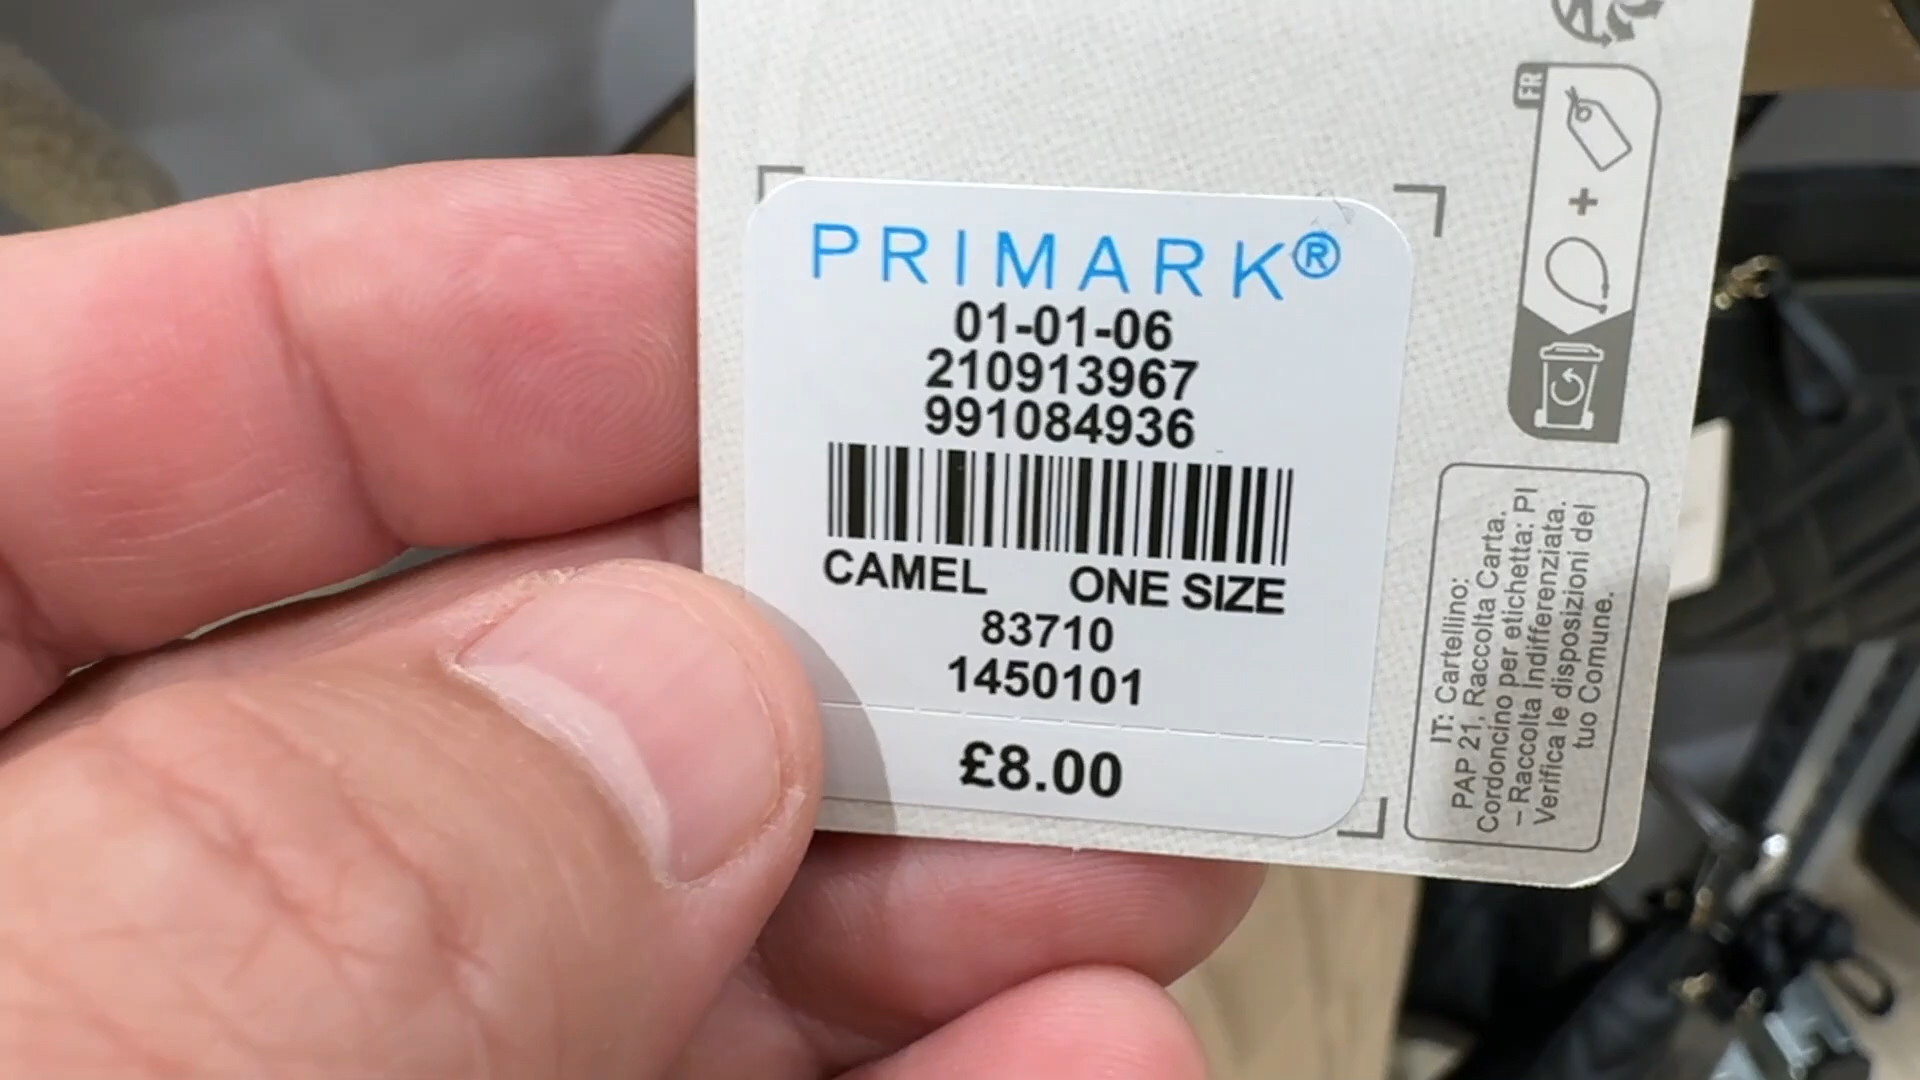 PRIMARK®
01-01-06
210913967
991084936
CAMEL ONE SIZE
83710
1450101
£8.00
FR
+
IT: Cartellino:
PAP 21, Raccolta Carta.
Cordoncino per etichetta: PI
– Raccolta Indifferenziata.
Verifica le disposizioni del
tuo Comune.